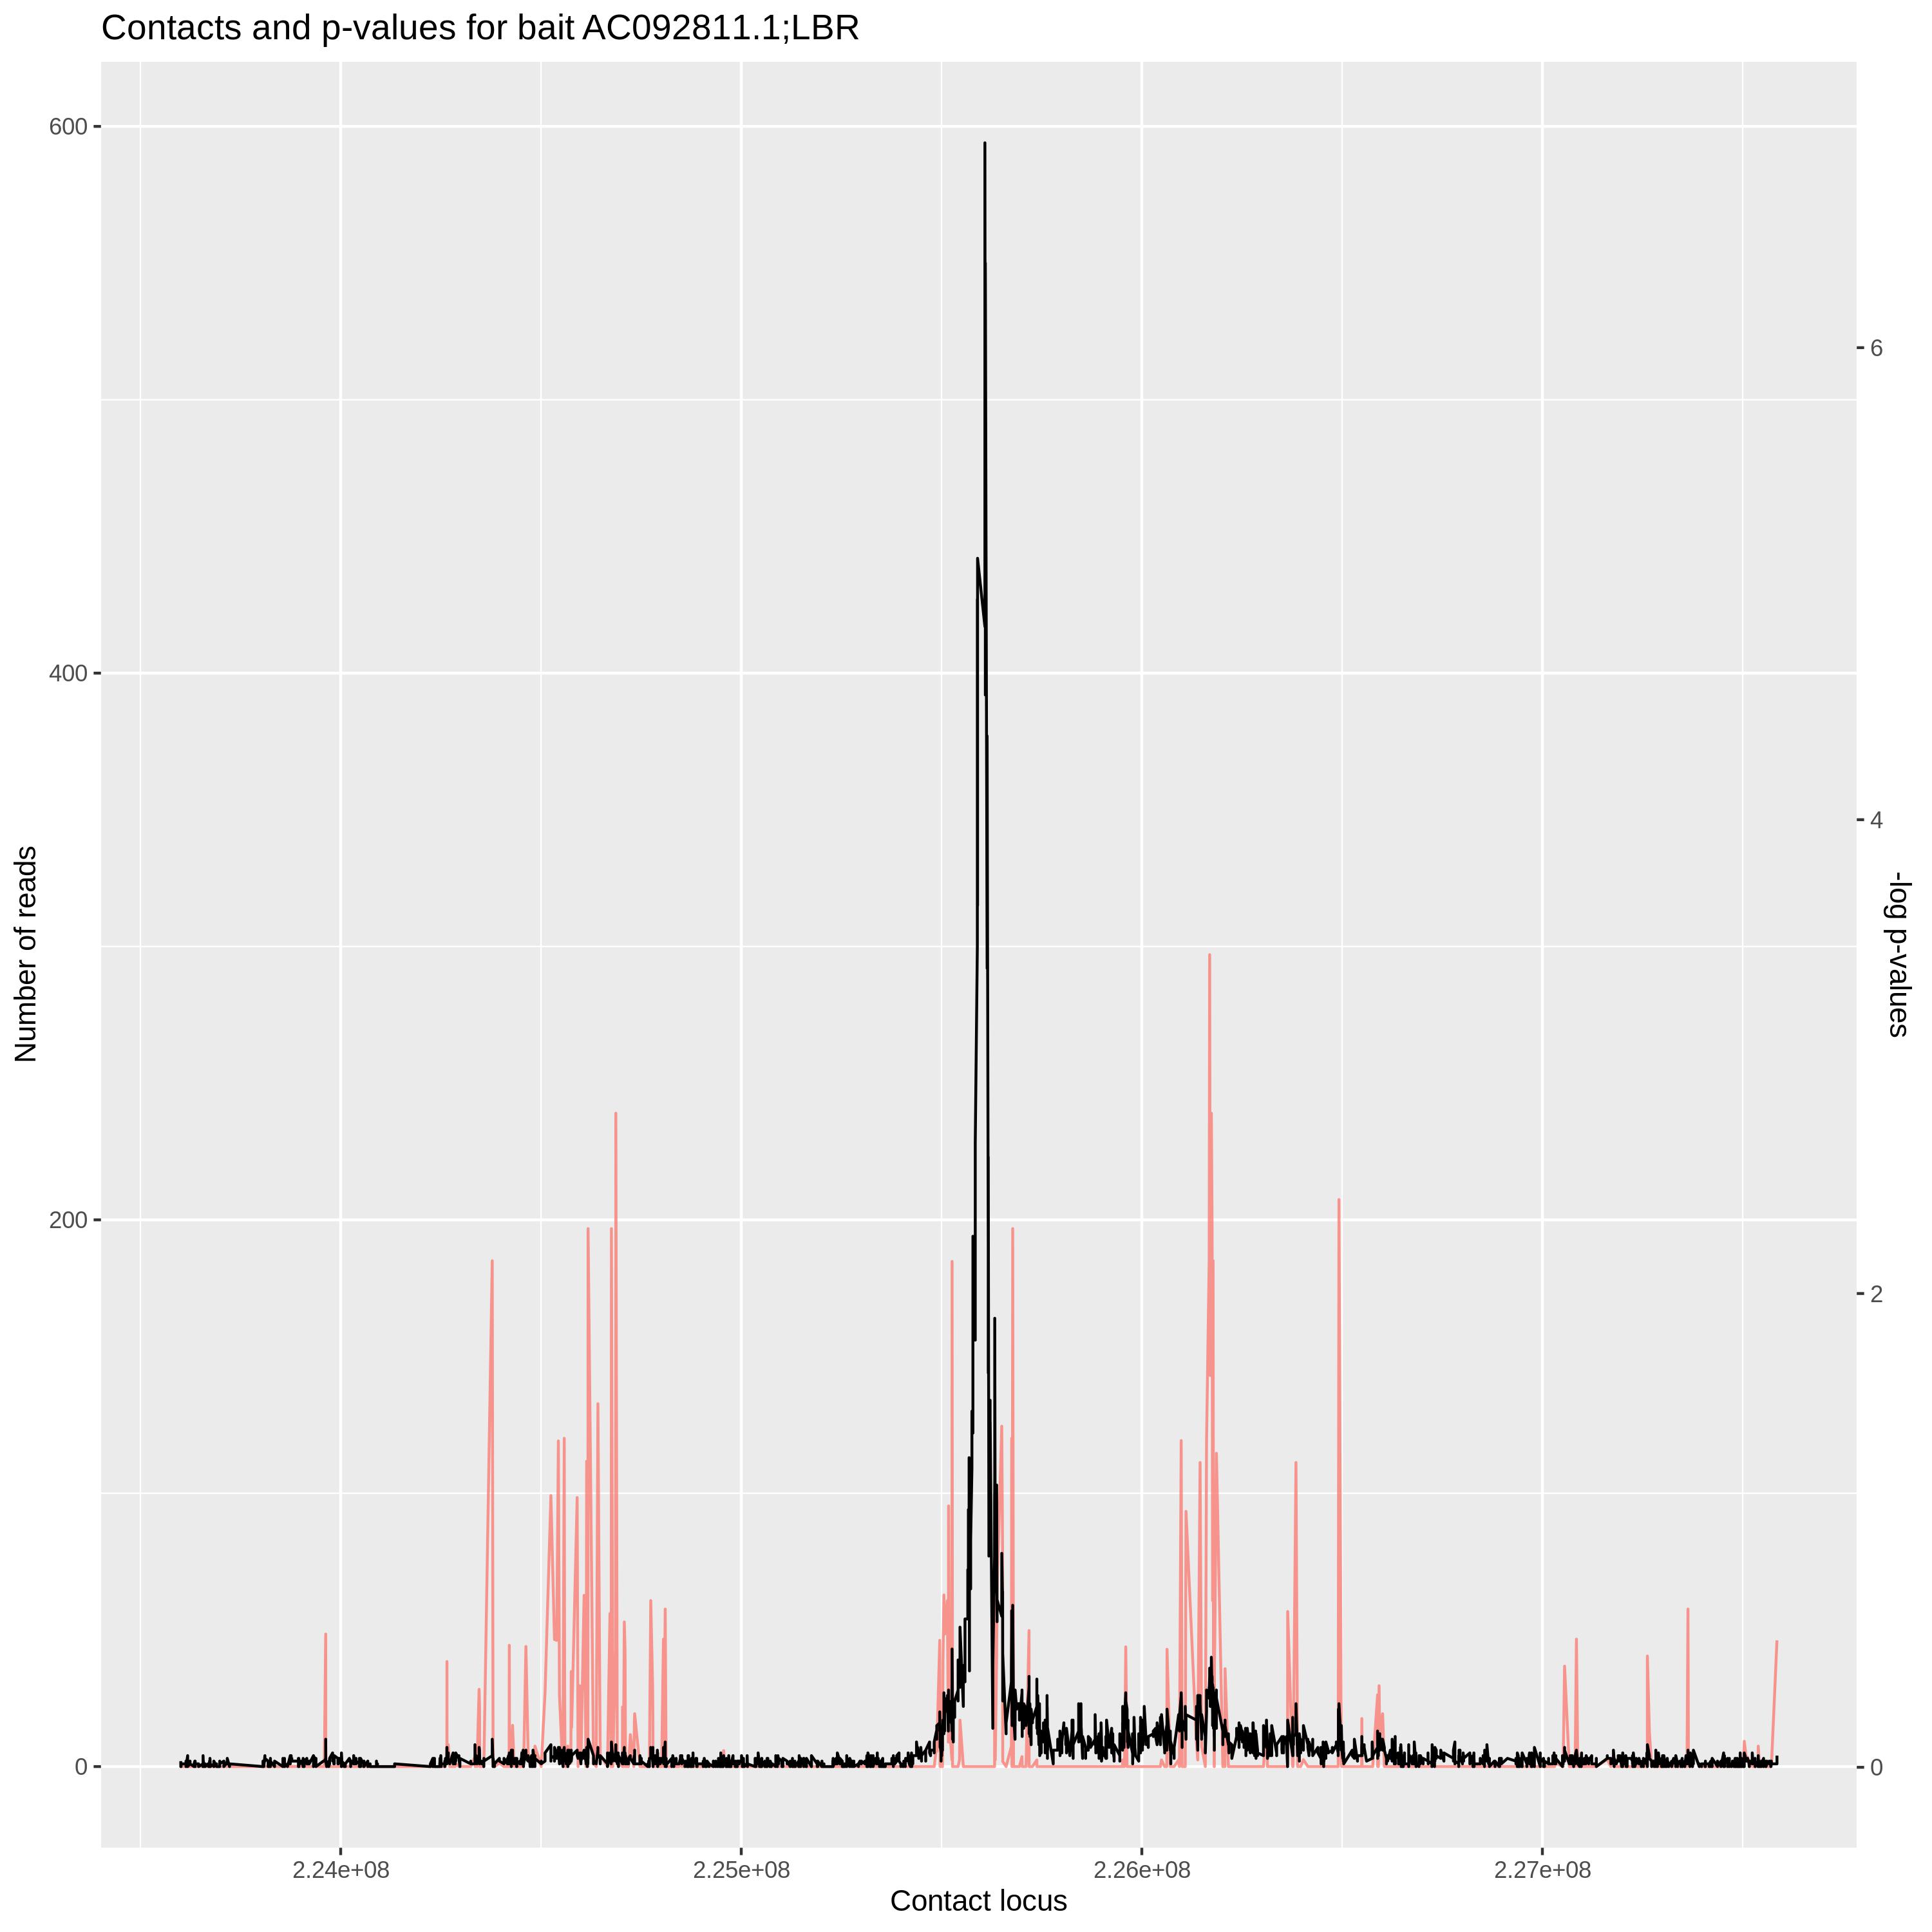 Contacts and p-values for bait AC092811.1;LBR
600
400
200
0
Number of reads
6
4
2
0
-log p-values
2.24e+08
2.25e+08
2.26e+08
2.27e+08
Contact locus